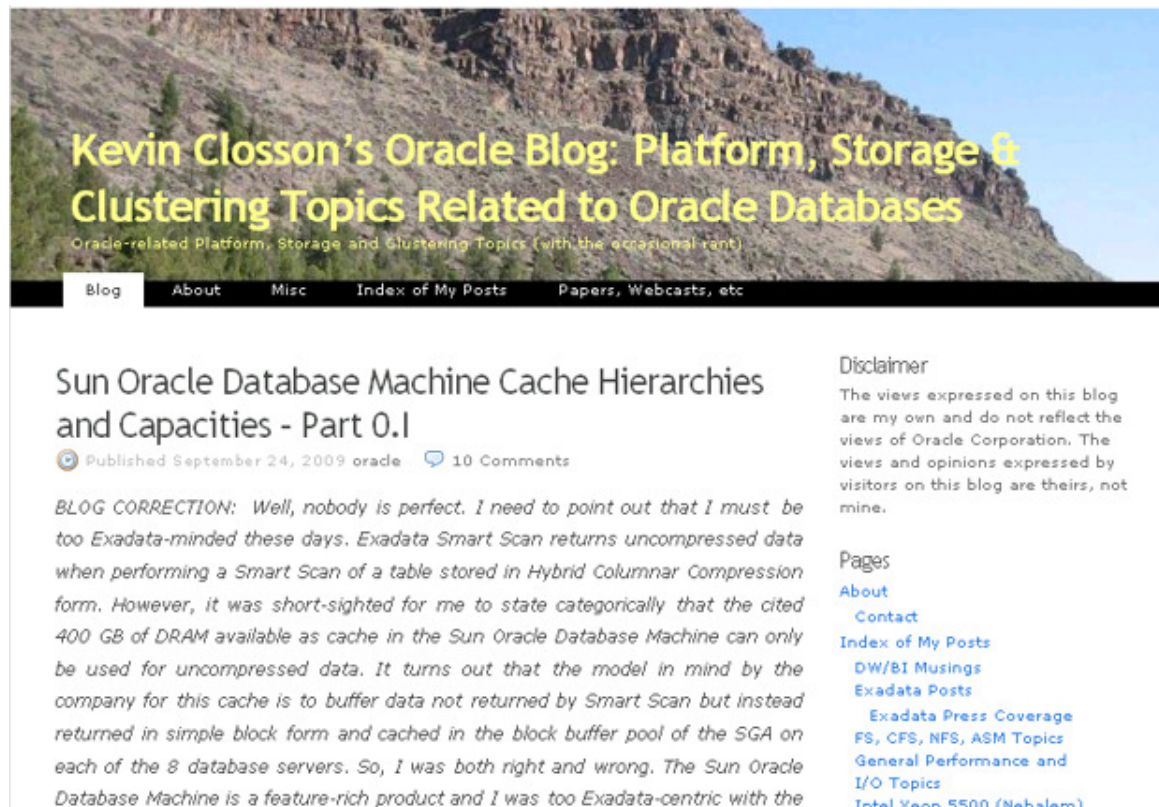 Kevin Closson's Oracle Blog: Platform, Storage &
Clustering Topics Related to Oracle Databases
Oracle-related Platform, Storage and Clustering Topics (with the occasional rant)
Blog About Misc Index of My Posts Papers, Webcasts, etc
Sun Oracle Database Machine Cache Hierarchies
and Capacities - Part 0.I
Published September 24, 2009 oracle 10 Comments
BLOG CORRECTION: Well, nobody is perfect. I need to point out that I must be
too Exadata-minded these days. Exadata Smart Scan returns uncompressed data
when performing a Smart Scan of a table stored in Hybrid Columnar Compression
form. However, it was short-sighted for me to state categorically that the cited
400 GB of DRAM available as cache in the Sun Oracle Database Machine can only
be used for uncompressed data. It turns out that the model in mind by the
company for this cache is to buffer data not returned by Smart Scan but instead
returned in simple block form and cached in the block buffer pool of the SGA on
each of the 8 database servers. So, I was both right and wrong. The Sun Oracle
Database Machine is a feature-rich product and I was too Exadata-centric with the
Disclaimer
The views expressed on this blog
are my own and do not reflect the
views of Oracle Corporation. The
views and opinions expressed by
visitors on this blog are theirs, not
mine.
Pages
About
Contact
Index of My Posts
DW/BI Musings
Exadata Posts
Exadata Press Coverage
FS, CFS, NFS, ASM Topics
General Performance and
I/O Topics
Intel Xeon 5500 (Nehalem)